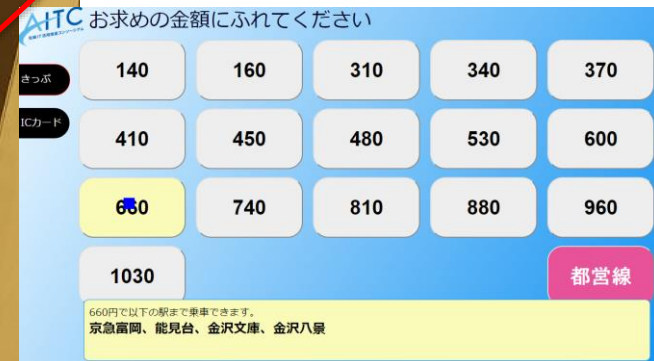 AITC
お求めの金額にふれてください
きっぷ
140 160 310 340 370
ICカード
410 450 480 530 600
660 740 810 880 960
1030 都営線
660円で以下の駅まで乗車できます。
京急富岡、能見台、金沢文庫、金沢八景